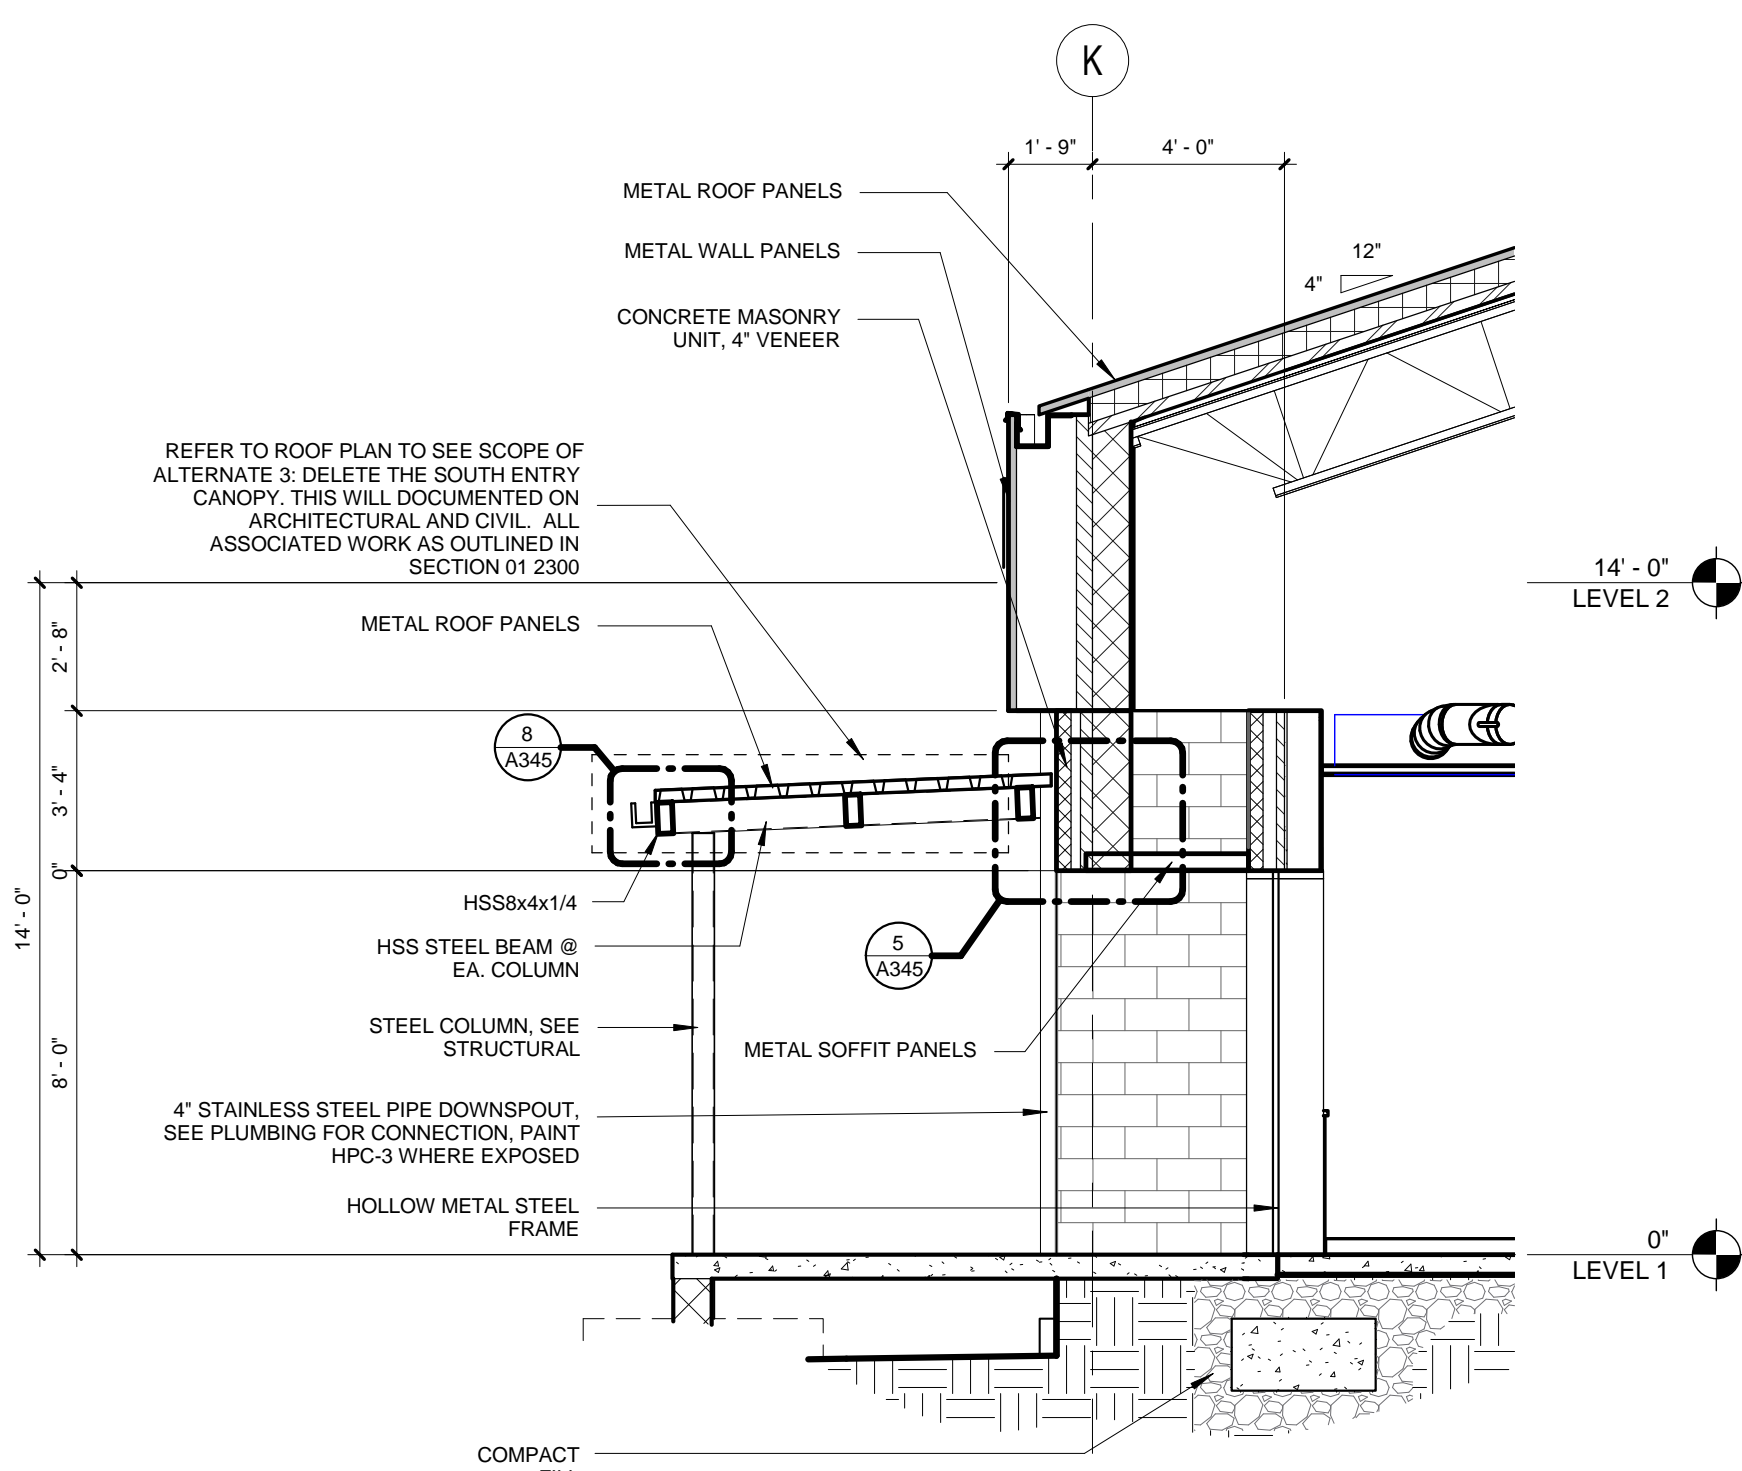 K
1' - 9"
4' - 0"
METAL ROOF PANELS
METAL WALL PANELS
12"
4"
CONCRETE MASONRY
UNIT, 4" VENEER
REFER TO ROOF PLAN TO SEE SCOPE OF
ALTERNATE 3: DELETE THE SOUTH ENTRY
CANOPY. THIS WILL DOCUMENTED ON
ARCHITECTURAL AND CIVIL.  ALL
ASSOCIATED WORK AS OUTLINED IN
SECTION 01 2300
14' - 0"
LEVEL 2
METAL ROOF PANELS
2' - 8"
8
A345
3' - 4"
0"
14' - 0"
HSS8x4x1/4
HSS STEEL BEAM @
EA. COLUMN
5
A345
STEEL COLUMN, SEE
STRUCTURAL
METAL SOFFIT PANELS
8' - 0"
4" STAINLESS STEEL PIPE DOWNSPOUT,
SEE PLUMBING FOR CONNECTION, PAINT
HPC-3 WHERE EXPOSED
HOLLOW METAL STEEL
FRAME
0"
LEVEL 1
COMPACT